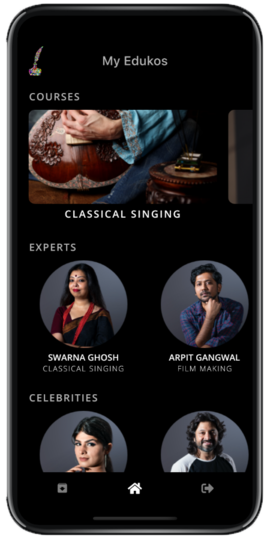 My Edukos
COURSES
CLASSICAL SINGING
EXPERTS
SWARNA GHOSH
CLASSICAL SINGING
ARPIT GANGWAL
FILM MAKING
CELEBRITIES